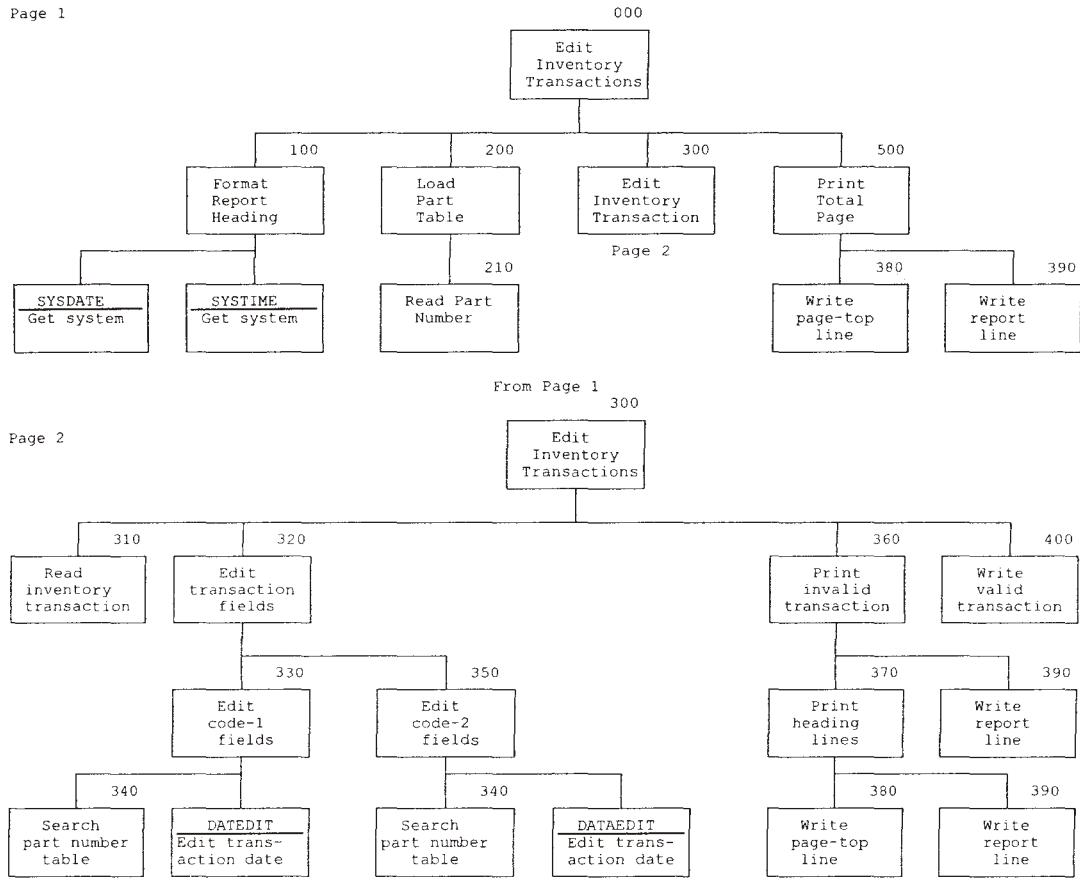 Page 1
000
Edit
Inventory
Transactions
100
200
300
500
Format
Report
Heading
Load
Part
Table
Edit
Inventory
Transaction
Print
Total
Page
Page 2
210
380
390
SYSDATE
Get system
SYSTIME
Get system
Read Part
Number
Write
page-top
line
Write
report
line
From Page 1
300
Page 2
Edit
Inventory
Transactions
310
320
360
400
Read
inventory
transaction
Edit
transaction
fields
Print
invalid
transaction
Write
valid
transaction
330
350
370
390
Edit
code-1
fields
Edit
code-2
fields
Print
heading
lines
Write
report
line
340
340
380
390
Search
part number
table
DATEDIT
Edit trans-
action date
Search
part number
table
DATAEDIT
Edit trans-
action date
Write
page-top
line
Write
report
line